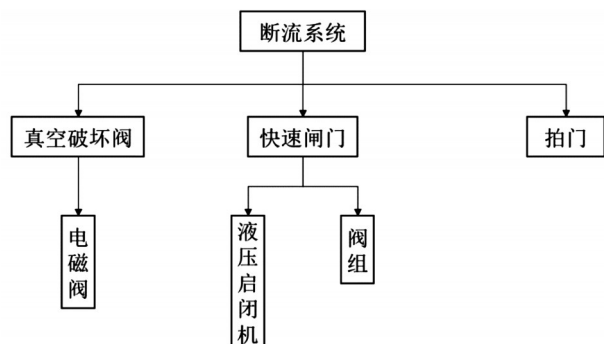 断流系统
真空破坏阀
快速闸门
拍门
电磁阀
液压启闭机
阀组